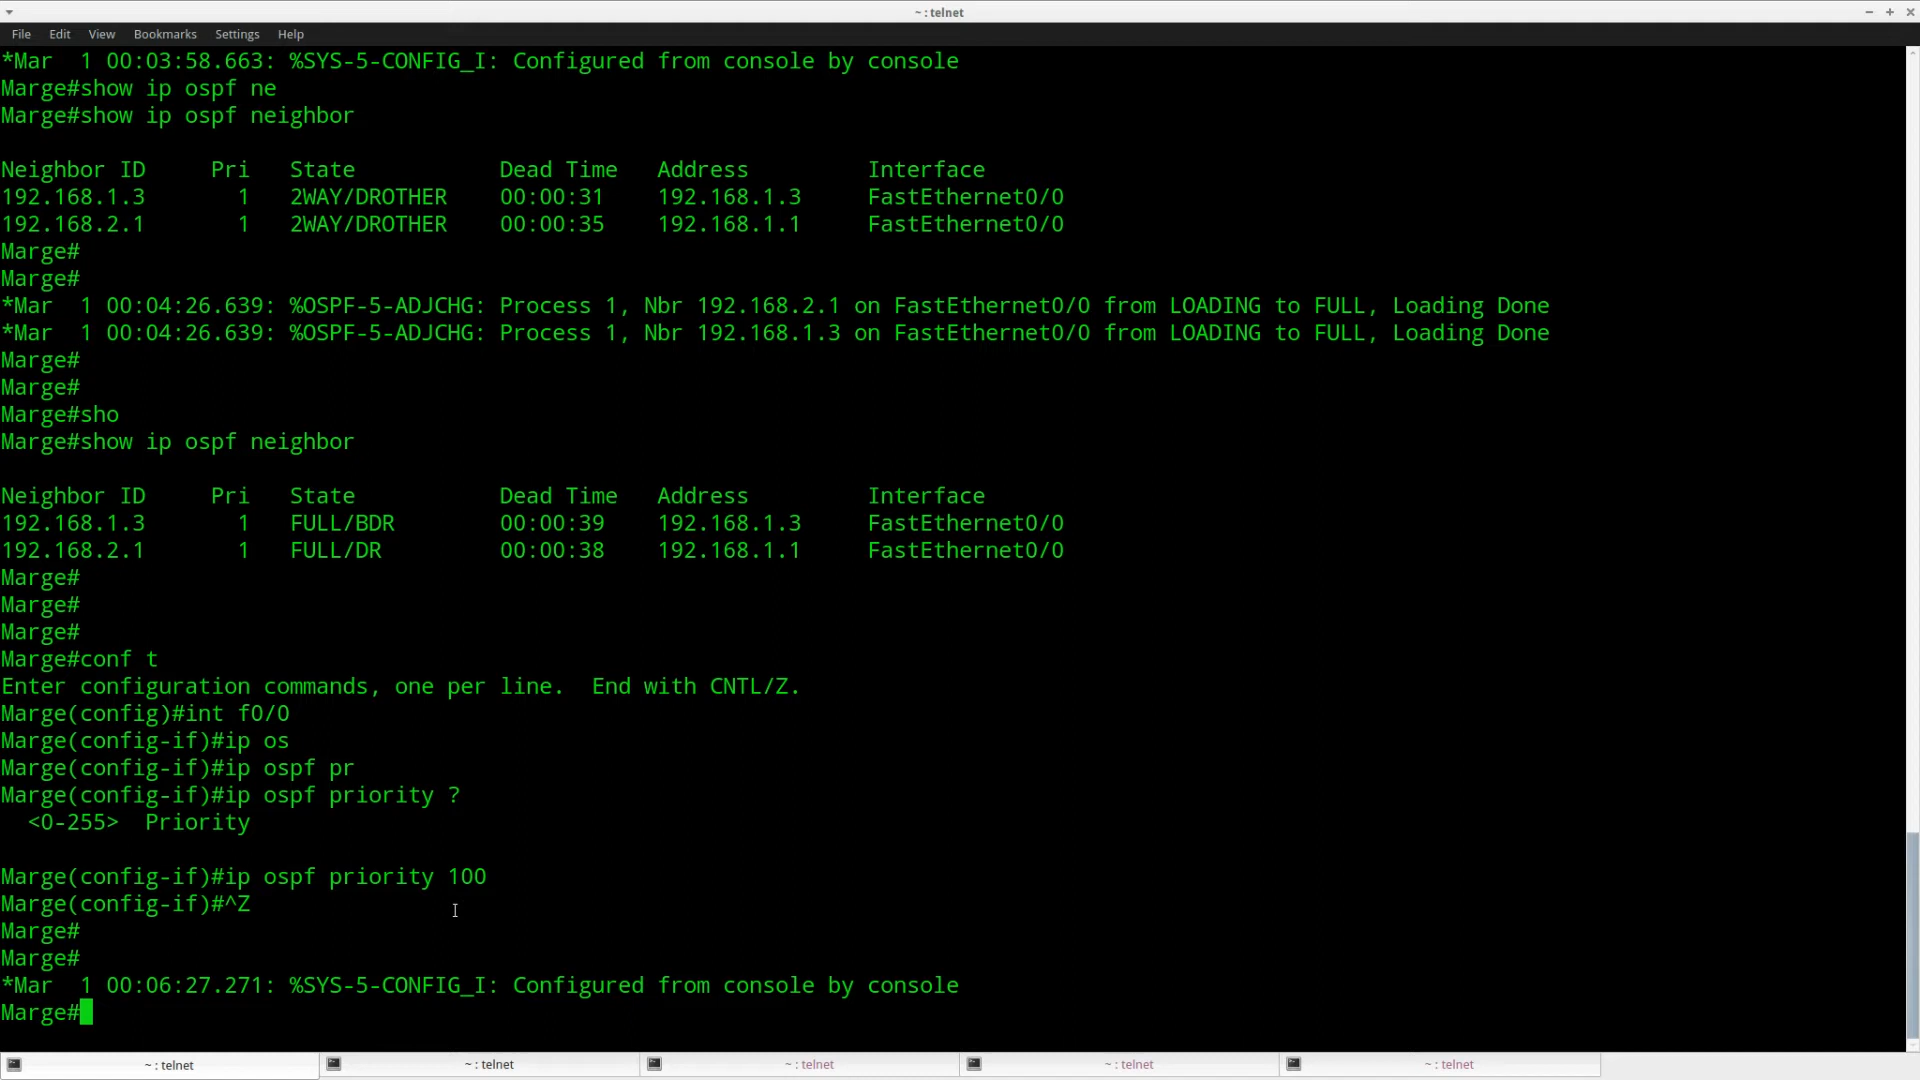 ~ : telnet
File Edit View Bookmarks Settings Help
*Mar  1 00:03:58.663: %SYS-5-CONFIG_I: Configured from console by console
Marge#show ip ospf ne
Marge#show ip ospf neighbor
Neighbor ID     Pri   State           Dead Time   Address         Interface
192.168.1.3       1   2WAY/DROTHER    00:00:31    192.168.1.3     FastEthernet0/0
192.168.2.1       1   2WAY/DROTHER    00:00:35    192.168.1.1     FastEthernet0/0
Marge#
Marge#
*Mar  1 00:04:26.639: %OSPF-5-ADJCHG: Process 1, Nbr 192.168.2.1 on FastEthernet0/0 from LOADING to FULL, Loading Done
*Mar  1 00:04:26.639: %OSPF-5-ADJCHG: Process 1, Nbr 192.168.1.3 on FastEthernet0/0 from LOADING to FULL, Loading Done
Marge#
Marge#
Marge#sho
Marge#show ip ospf neighbor
Neighbor ID     Pri   State           Dead Time   Address         Interface
192.168.1.3       1   FULL/BDR        00:00:39    192.168.1.3     FastEthernet0/0
192.168.2.1       1   FULL/DR         00:00:38    192.168.1.1     FastEthernet0/0
Marge#
Marge#
Marge#
Marge#conf t
Enter configuration commands, one per line.  End with CNTL/Z.
Marge(config)#int f0/0
Marge(config-if)#ip os
Marge(config-if)#ip ospf pr
Marge(config-if)#ip ospf priority ?
  <0-255>  Priority
Marge(config-if)#ip ospf priority 100
Marge(config-if)#^Z
Marge#
Marge#
*Mar  1 00:06:27.271: %SYS-5-CONFIG_I: Configured from console by console
Marge#
~ : telnet ~ : telnet ~ : telnet ~ : telnet ~ : telnet